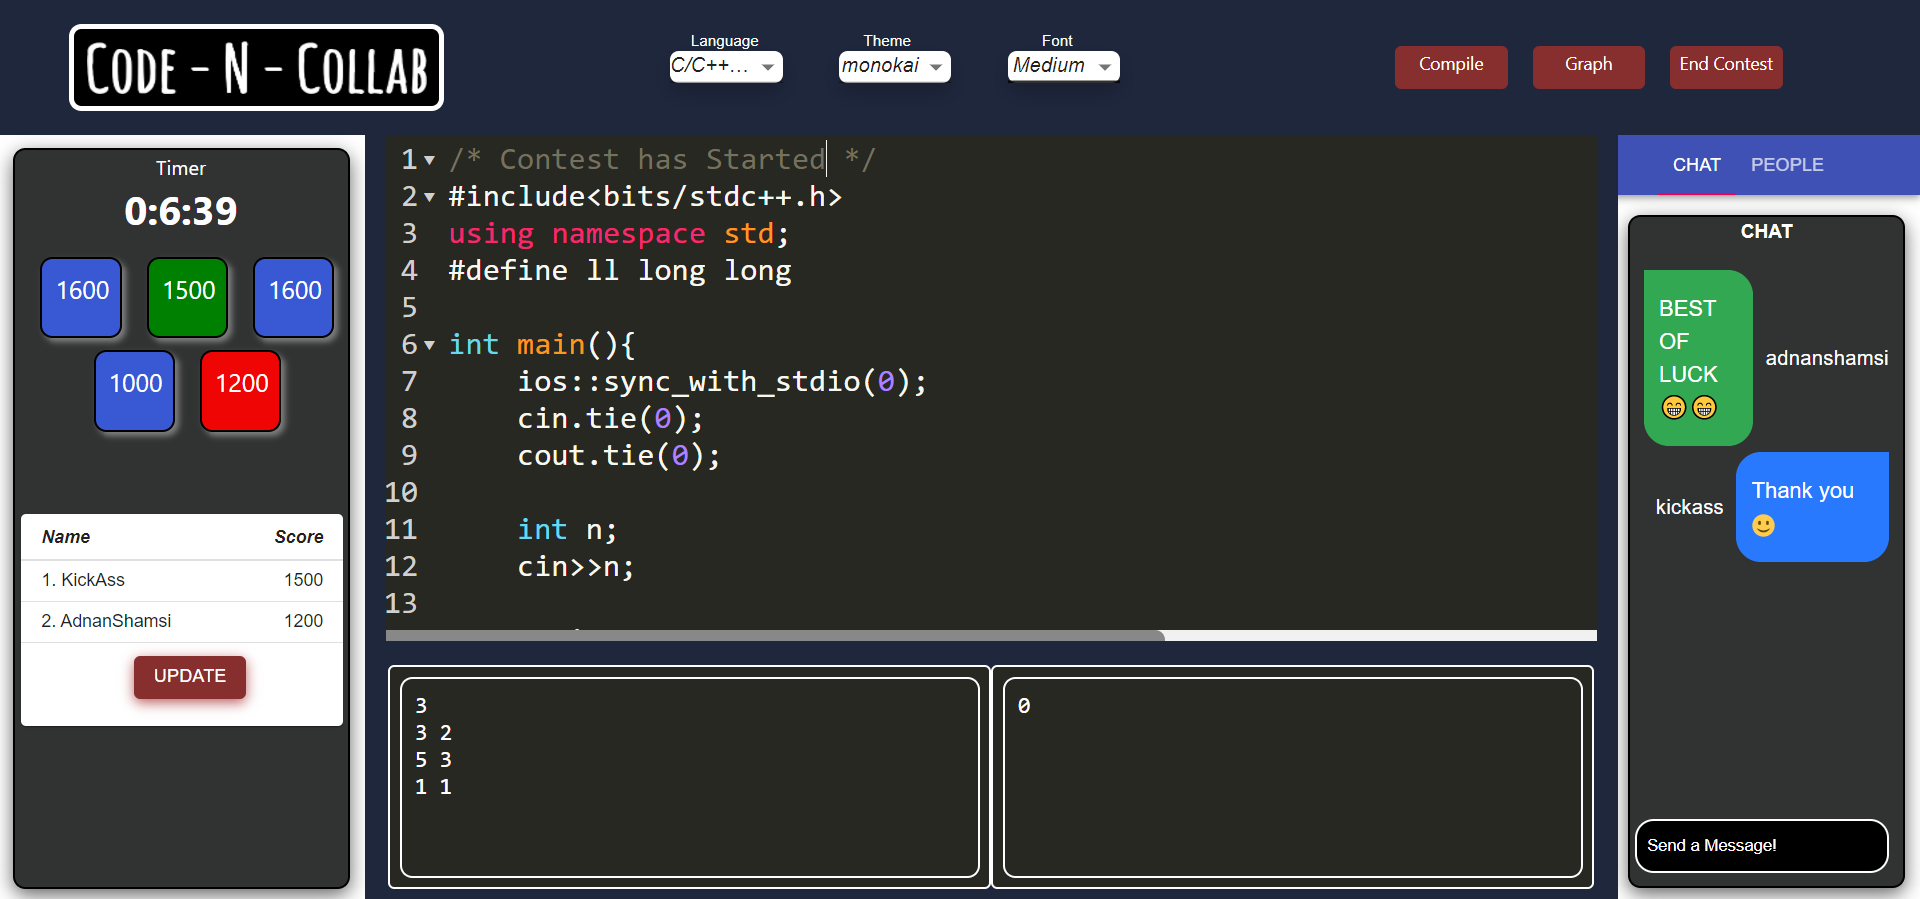 CODE - N - COLLAB
Language
C/C++...
Theme
monokai
Font
Medium
Compile
Graph
End Contest
Timer
0:6:39
1600
1500
1600
1000
1200
Name Score
1. KickAss 1500
2. AdnanShamsi 1200
UPDATE
1 /* Contest has Started */
2 #include<bits/stdc++.h>
3 using namespace std;
4 #define ll long long
5
6 int main(){
7 ios::sync_with_stdio(0);
8 cin.tie(0);
9 cout.tie(0);
10
11 int n;
12 cin>>n;
13
3
3 2
5 3
1 1
0
CHAT PEOPLE
CHAT
BEST
OF
LUCK
😁😁
adnanshamsi
kickass
Thank you
🙂
Send a Message!